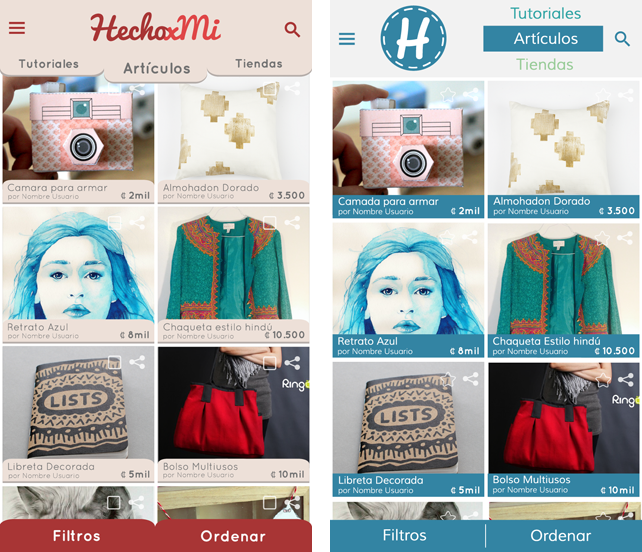 HechoxMi
Tutoriales
Artículos
Tiendas
Camara para armar
por Nombre Usuario
₡ 2mil
Almohadon Dorado
por Nombre Usuario
₡ 3.500
Retrato Azul
por Nombre Usuario
₡ 8mil
Chaqueta estilo hindú
por Nombre Usuario
₡ 10.500
LISTS
Libreta Decorada
por Nombre Usuario
₡ 5mil
Ringo
Bolso Multiusos
por Nombre Usuario
₡ 10mil
Filtros
Ordenar
H
Tutoriales
Artículos
Tiendas
Camada para armar
por Nombre Usuario
₡ 2mil
Almohadon Dorado
por Nombre Usuario
₡ 3.500
Retrato Azul
por Nombre Usuario
₡ 8mil
Chaqueta Estilo hindú
por Nombre Usuario
₡ 10.500
LISTS
Libreta Decorada
por Nombre Usuario
₡ 5mil
Ringo
Bolso Multiusos
por Nombre Usuario
₡ 10mil
Filtros
Ordenar